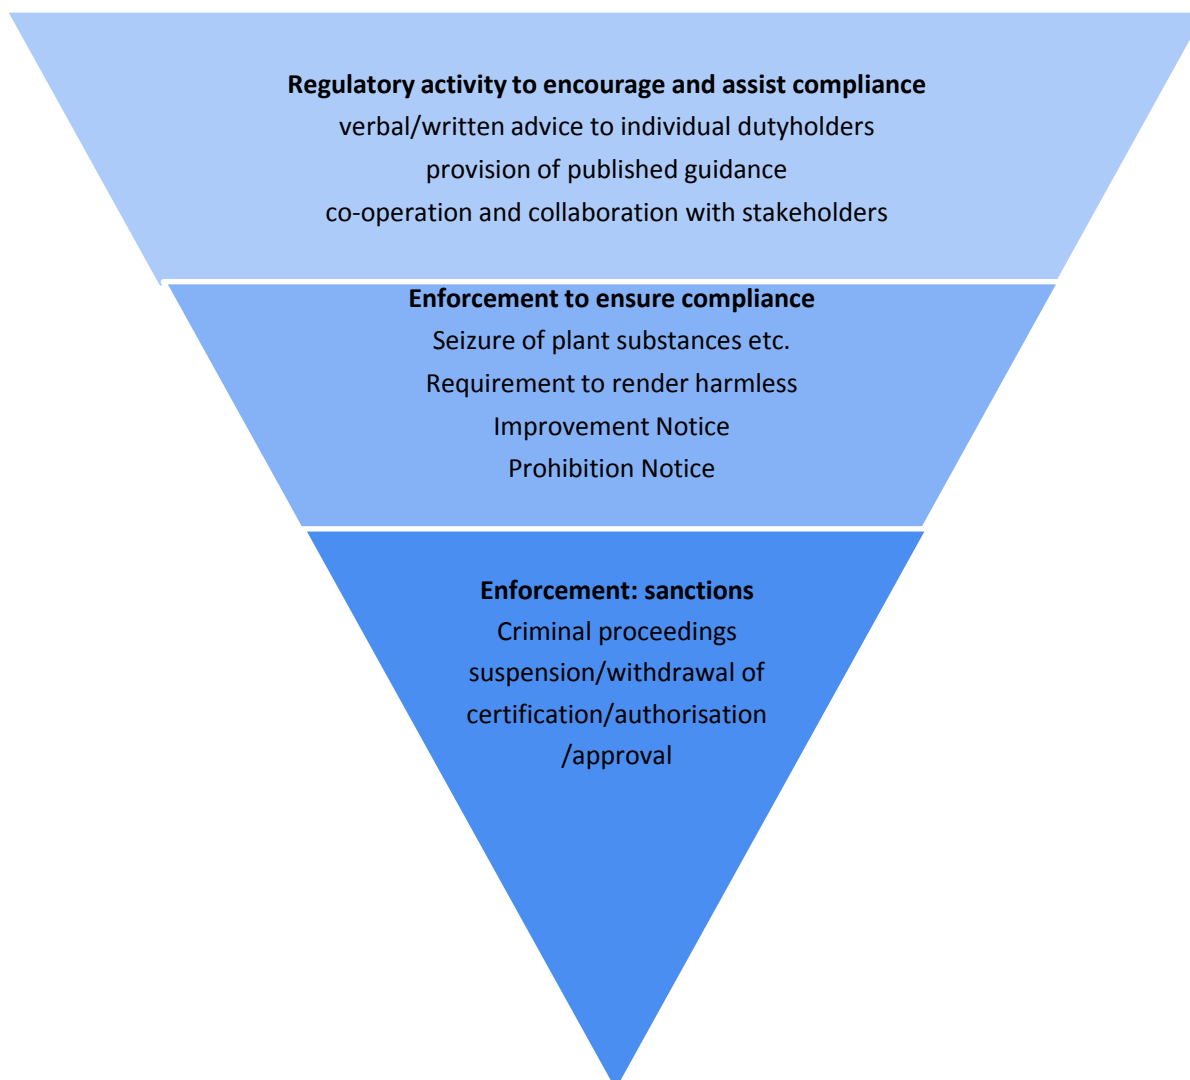 Regulatory activity to encourage and assist compliance
verbal/written advice to individual dutyholders
provision of published guidance
co-operation and collaboration with stakeholders
Enforcement to ensure compliance
Seizure of plant substances etc.
Requirement to render harmless
Improvement Notice
Prohibition Notice
Enforcement: sanctions
Criminal proceedings
suspension/withdrawal of
certification/authorisation
/approval